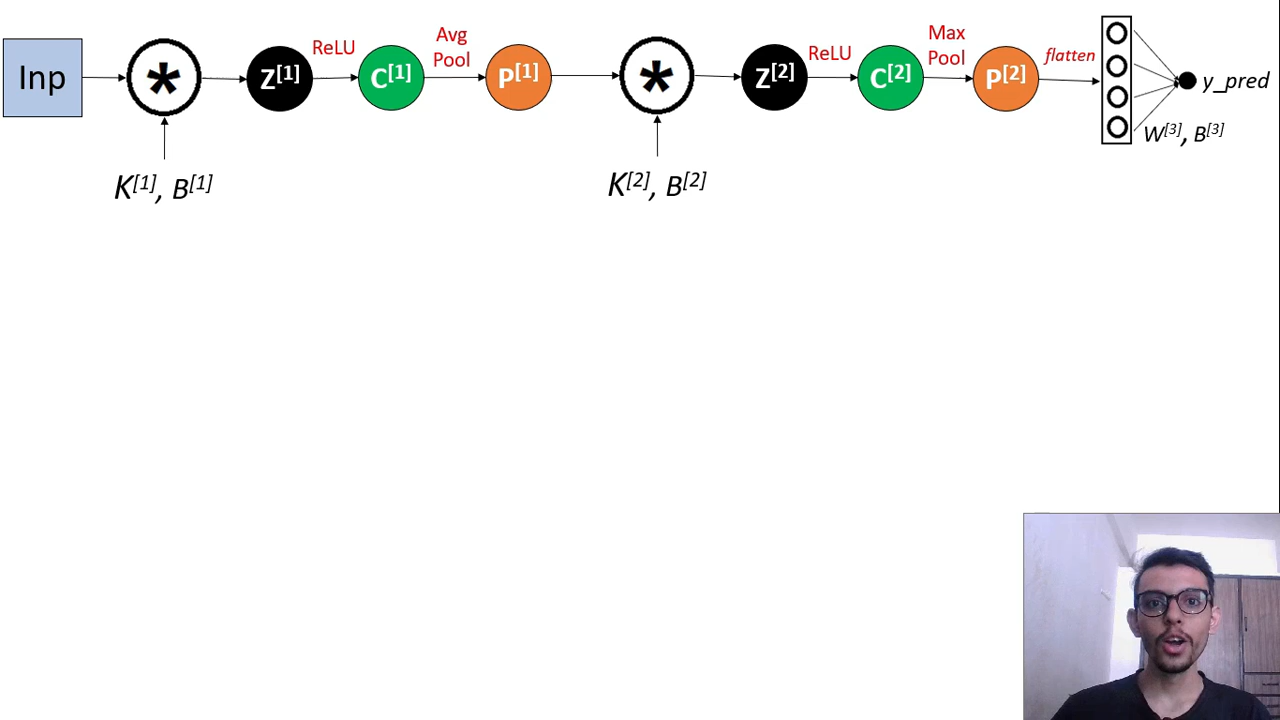 Inp
*
Z[1]
ReLU
C[1]
Avg
Pool
P[1]
*
Z[2]
ReLU
C[2]
Max
Pool
P[2]
flatten
y_pred
W[3], B[3]
K[1], B[1]
K[2], B[2]